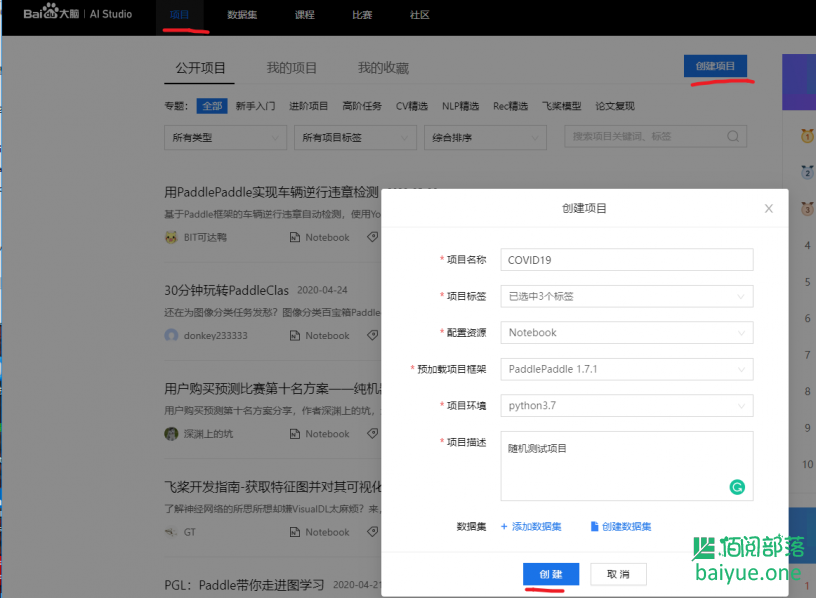 Bai大脑 | AI Studio 项目 数据集 课程 比赛 社区
公开项目 我的项目 我的收藏 创建项目
专题： 全部 新手入门 进阶项目 高阶任务 CV精选 NLP精选 Rec精选 飞桨模型 论文复现
所有类型 所有项目标签 综合排序 搜索项目关键词、标签
用PaddlePaddle实现车辆逆行违章检测
基于Paddle框架的车辆逆行违章自动检测，使用Yo
BIT可达鸭 Notebook
30分钟玩转PaddleClas 2020-04-24
还在为图像分类任务发愁？图像分类百宝箱Paddle
donkey233333 Notebook
用户购买预测比赛第十名方案——纯机
用户购买预测第十名方案分享，作者深渊上的坑，
深渊上的坑 Notebook
飞桨开发指南-获取特征图并对其可视化
了解神经网络的所思所想却嫌VisualDL太麻烦？来，
GT Notebook
PGL：Paddle带你走进图学习 2020-04-21
创建项目
* 项目名称 COVID19
* 项目标签 已选中3个标签
* 配置资源 Notebook
* 预加载项目框架 PaddlePaddle 1.7.1
* 项目环境 python3.7
* 项目描述 随机测试项目
数据集 + 添加数据集 创建数据集
创建 取消
1
2
3
4
5
6
7
8
9
10
佰阅部落
baiyue.one